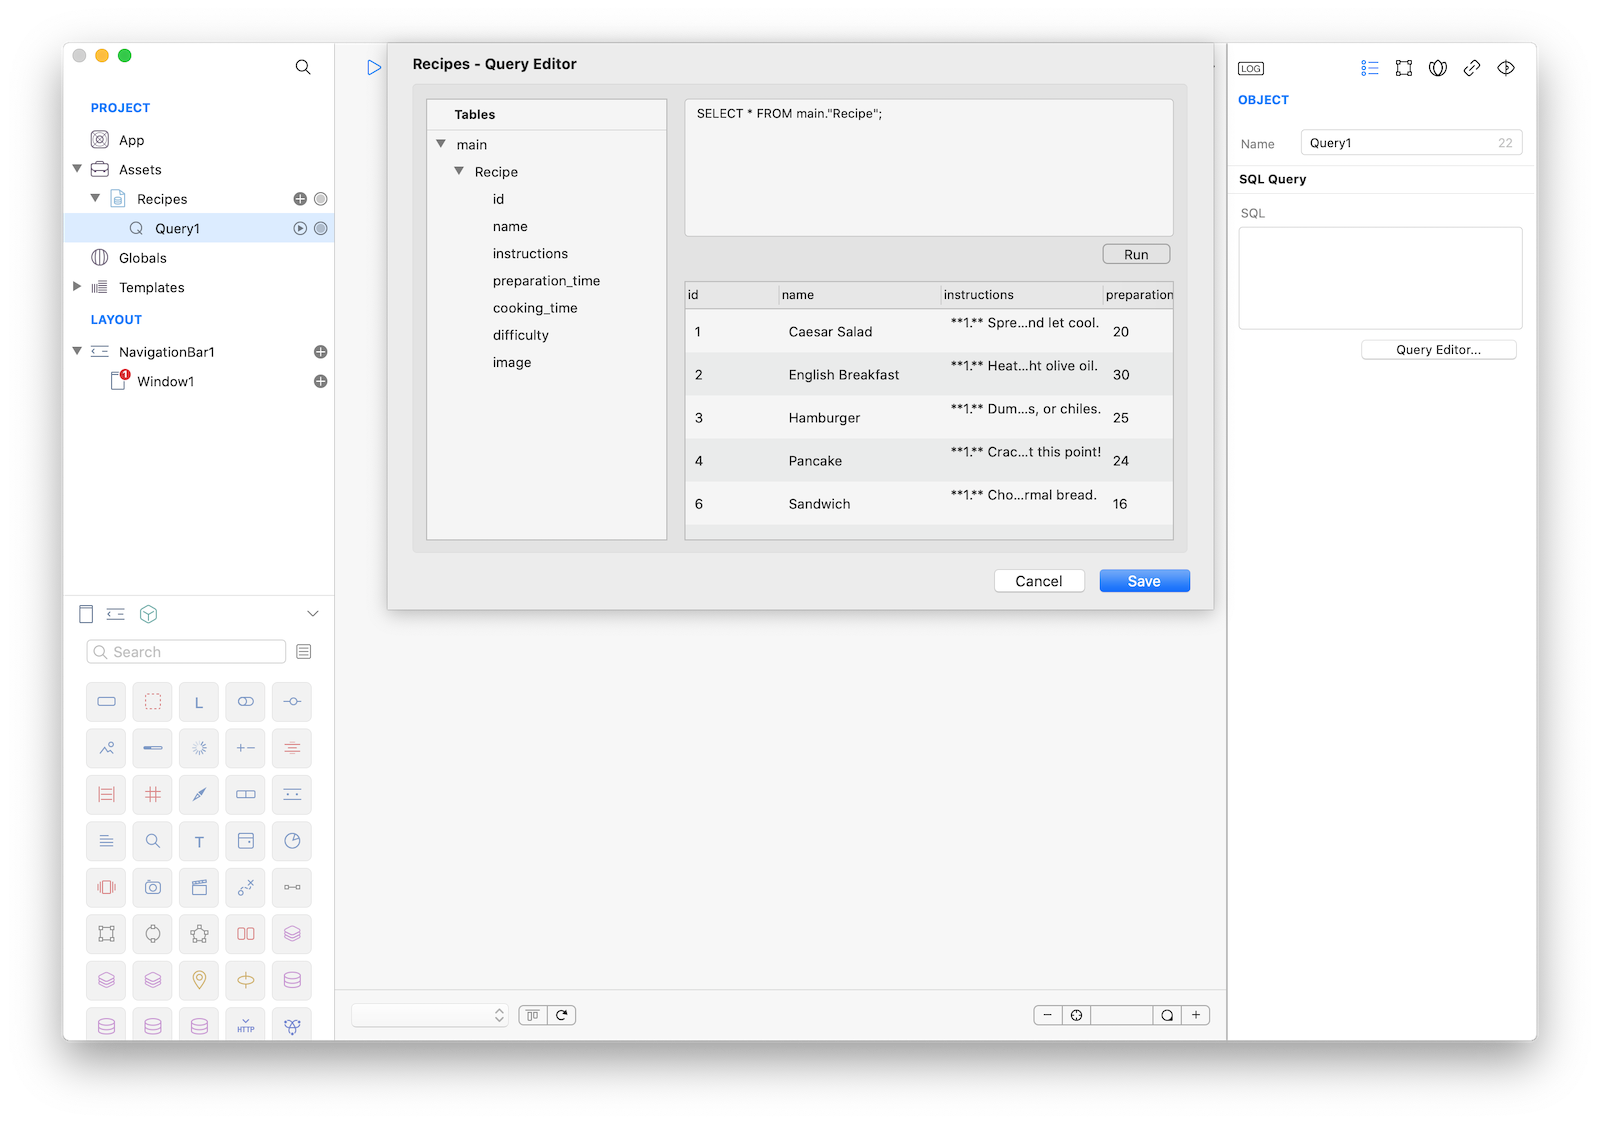 PROJECT
App
Assets
Recipes
Query1
Globals
Templates
LAYOUT
NavigationBar1
1
Window1
Search
L
T
HTTP
Recipes - Query Editor
Tables
main
Recipe
id
name
instructions
preparation_time
cooking_time
difficulty
image
SELECT * FROM main."Recipe";
Run
id name instructions preparation
1 Caesar Salad **1.** Spre...nd let cool. 20
2 English Breakfast **1.** Heat...ht olive oil. 30
3 Hamburger **1.** Dum...s, or chiles. 25
4 Pancake **1.** Crac...t this point! 24
6 Sandwich **1.** Cho...rmal bread. 16
Cancel Save
LOG
OBJECT
Name Query1 22
SQL Query
SQL
Query Editor...